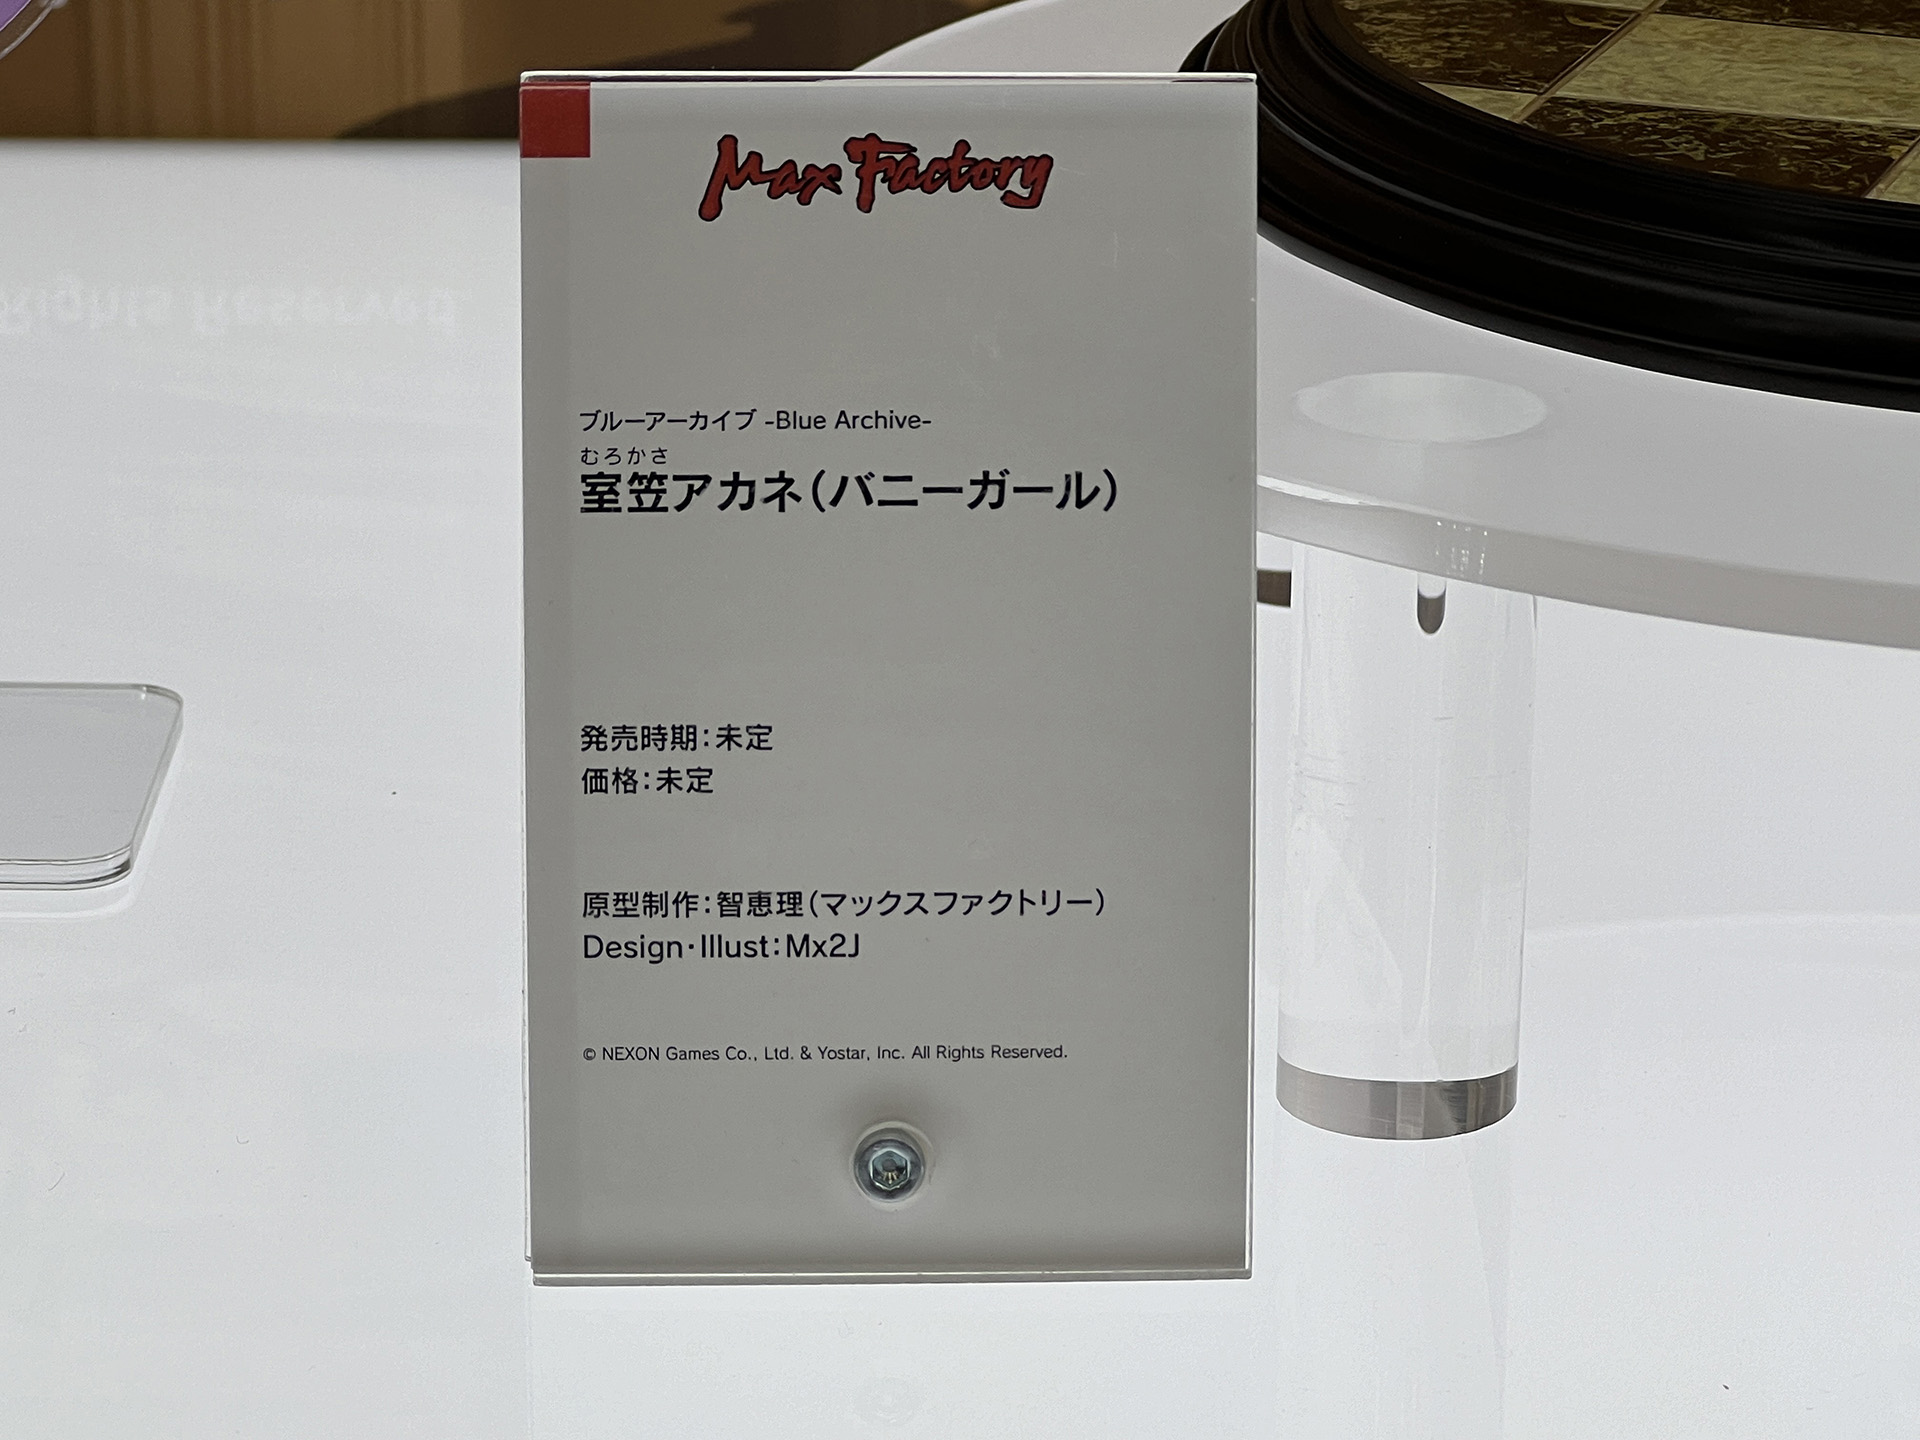 Max Factory
ブルーアーカイブ -Blue Archive-
むろかさ
室笠アカネ(バニーガール)
発売時期:未定
価格:未定
原型制作:智恵理(マックスファクトリー)
Design·Illust:Mx2J
© NEXON Games Co., Ltd. & Yostar, Inc. All Rights Reserved.
Rights Reserved